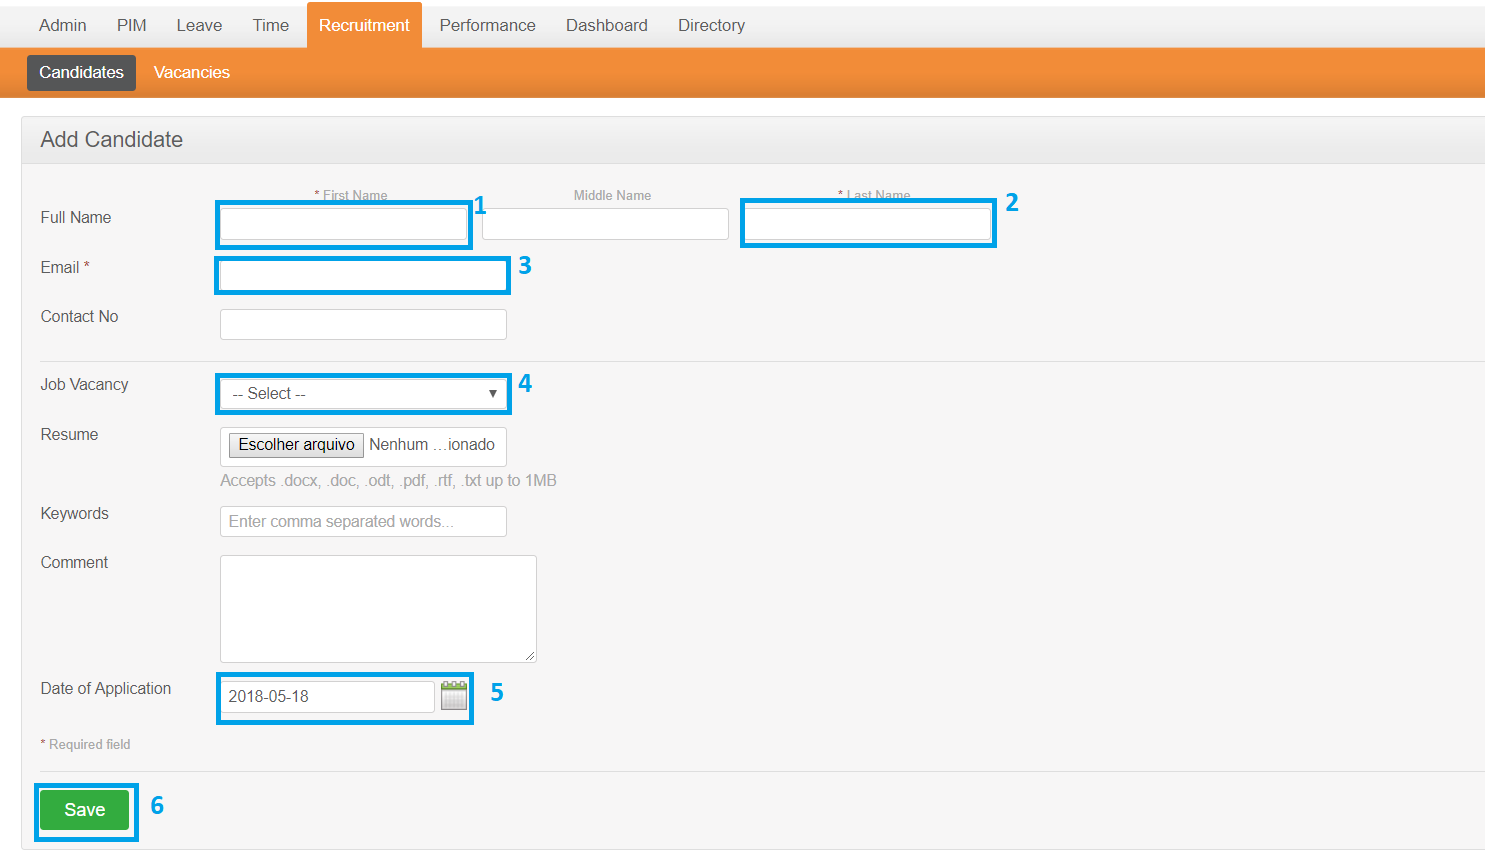 Admin PIM Leave Time Recruitment Performance Dashboard Directory
Candidates Vacancies
Add Candidate
* First Name Middle Name * Last Name
Full Name 1 2
Email * 3
Contact No
Job Vacancy -- Select -- 4
Resume Escolher arquivo Nenhum ...ionado
Accepts .docx, .doc, .odt, .pdf, .rtf, .txt up to 1MB
Keywords Enter comma separated words...
Comment
Date of Application 2018-05-18 5
* Required field
Save 6